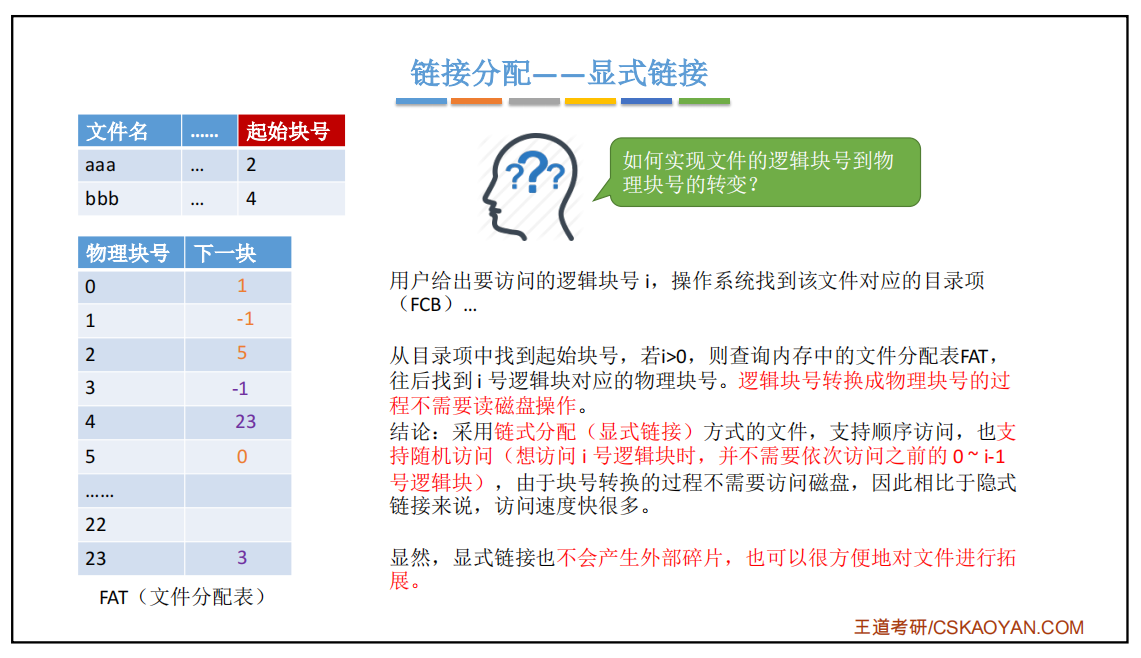 链接分配——显式链接
文件名 …… 起始块号
aaa … 2
bbb … 4
???
如何实现文件的逻辑块号到物
理块号的转变？
物理块号 下一块
0 1
1 -1
2 5
3 -1
4 23
5 0
……
22
23 3
FAT（文件分配表）
用户给出要访问的逻辑块号 i，操作系统找到该文件对应的目录项
（FCB）…
从目录项中找到起始块号，若i>0，则查询内存中的文件分配表FAT，
往后找到 i 号逻辑块对应的物理块号。逻辑块号转换成物理块号的过
程不需要读磁盘操作。
结论：采用链式分配（显式链接）方式的文件，支持顺序访问，也支
持随机访问（想访问 i 号逻辑块时，并不需要依次访问之前的 0 ~ i-1
号逻辑块），由于块号转换的过程不需要访问磁盘，因此相比于隐式
链接来说，访问速度快很多。
显然，显式链接也不会产生外部碎片，也可以很方便地对文件进行拓
展。
王道考研/CSKAOYAN.COM